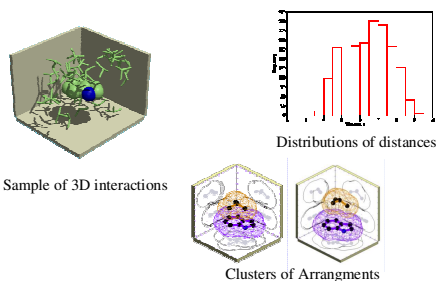 Distributions of distances
Sample of 3D interactions
Clusters of Arrangments